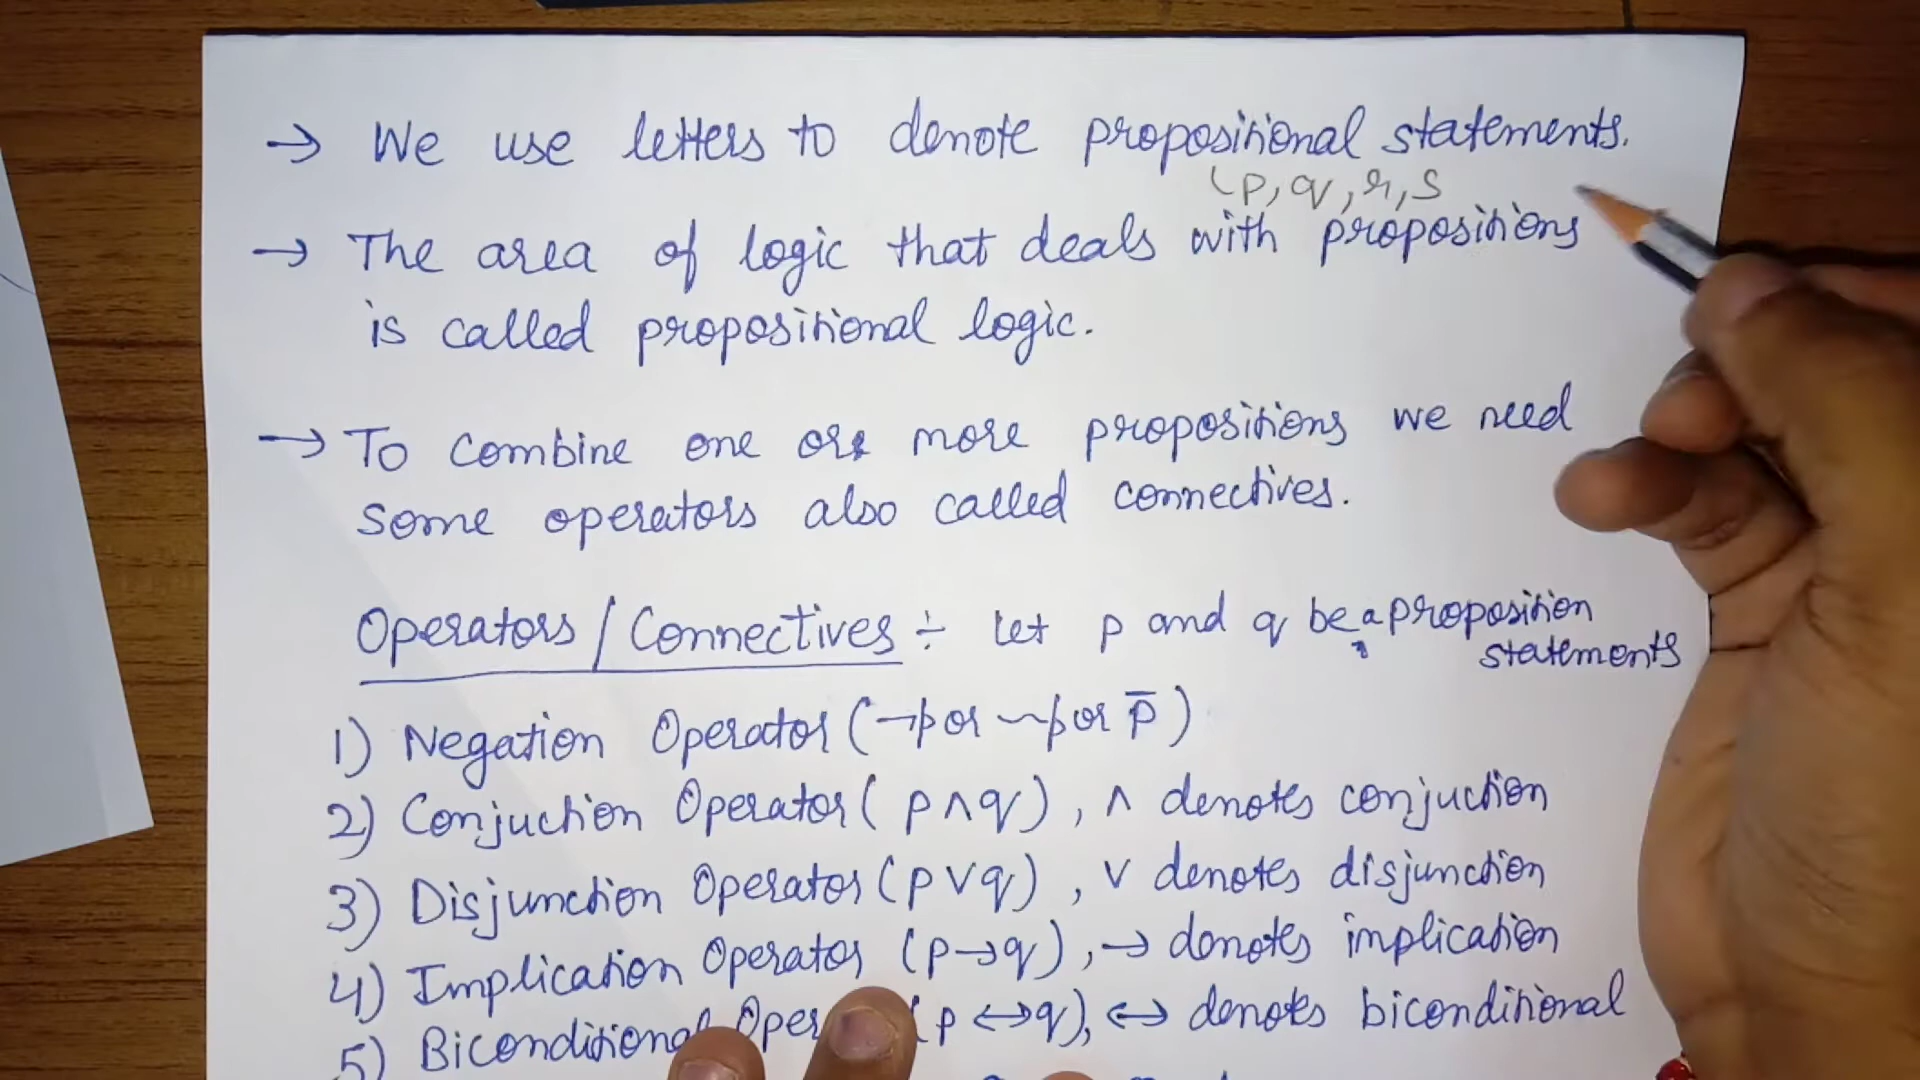 → We use letters to denote propositional statements.
(p, q, r, s
→ The area of logic that deals with propositions
is called propositional logic.
→ To combine one or more propositions we need
some operators also called connectives.
Operators / Connectives ÷ Let p and q be a proposition
statements
1) Negation Operator (¬p or ~p or p̅)
2) Conjuction Operator ( p ∧ q ) , ∧ denotes conjuction
3) Disjunction Operator ( p ∨ q ) , ∨ denotes disjunction
4) Implication Operator ( p → q ) , → denotes implication
5) Biconditional ( p ↔ q ), ↔ denotes biconditional